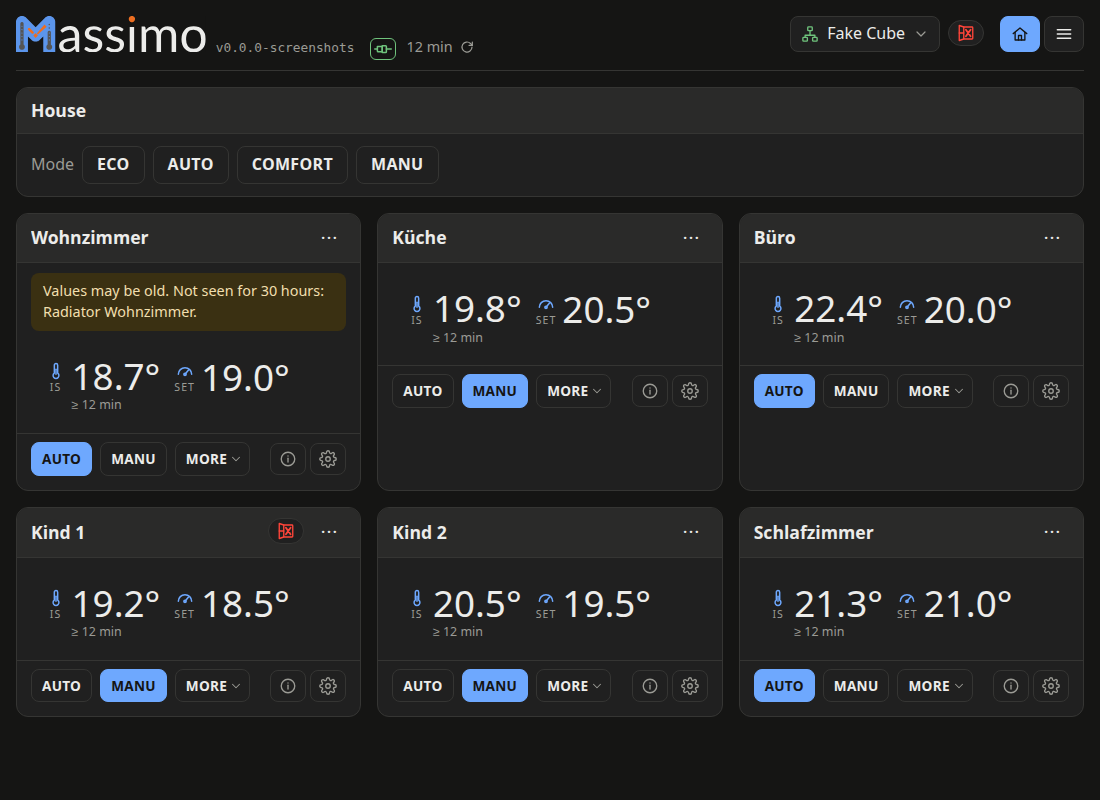 Massimo v0.0.0-screenshots 12 min Fake Cube
House
Mode ECO AUTO COMFORT MANU
Wohnzimmer
Values may be old. Not seen for 30 hours:
Radiator Wohnzimmer.
IS 18.7° SET 19.0°
≥ 12 min
AUTO MANU MORE
Küche
IS 19.8° SET 20.5°
≥ 12 min
AUTO MANU MORE
Büro
IS 22.4° SET 20.0°
≥ 12 min
AUTO MANU MORE
Kind 1
IS 19.2° SET 18.5°
≥ 12 min
AUTO MANU MORE
Kind 2
IS 20.5° SET 19.5°
≥ 12 min
AUTO MANU MORE
Schlafzimmer
IS 21.3° SET 21.0°
≥ 12 min
AUTO MANU MORE